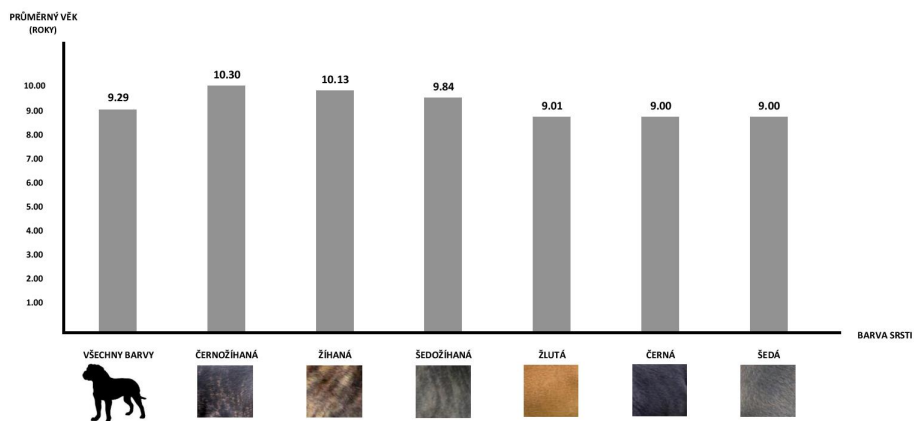 PRŮMĚRNÝ VĚK
(ROKY)
10.00
9.00
8.00
7.00
6.00
5.00
4.00
3.00
2.00
1.00
9.29
10.30
10.13
9.84
9.01
9.00
9.00
BARVA SRSTI
VŠECHNY BARVY
ČERNOŽÍHANÁ
ŽÍHANÁ
ŠEDOŽÍHANÁ
ŽLUTÁ
ČERNÁ
ŠEDÁ